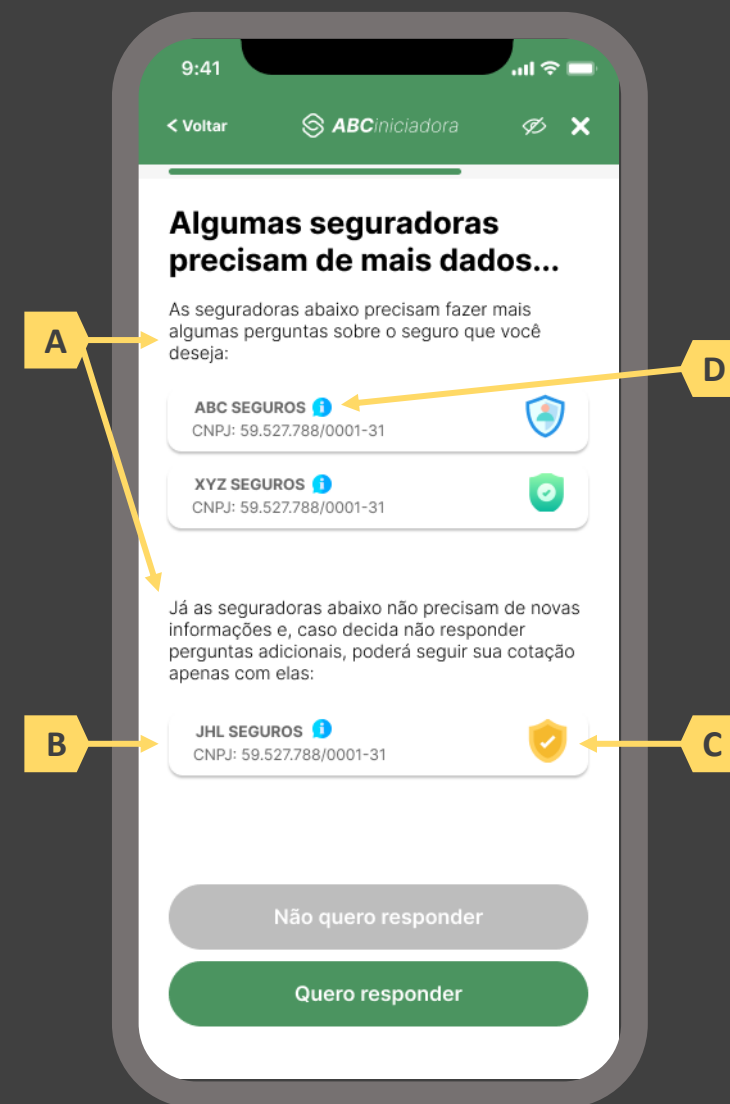 9:41
< Voltar
ABCiniciadora
Algumas seguradoras
precisam de mais dados...
As seguradoras abaixo precisam fazer mais
algumas perguntas sobre o seguro que você
deseja:
A
D
ABC SEGUROS i
CNPJ: 59.527.788/0001-31
XYZ SEGUROS i
CNPJ: 59.527.788/0001-31
Já as seguradoras abaixo não precisam de novas
informações e, caso decida não responder
perguntas adicionais, poderá seguir sua cotação
apenas com elas:
B
JHL SEGUROS i
CNPJ: 59.527.788/0001-31
C
Não quero responder
Quero responder